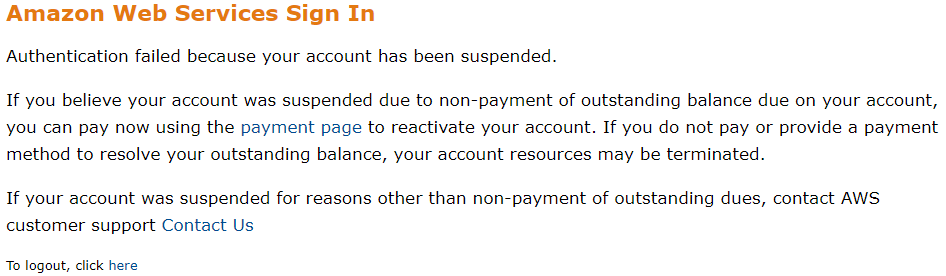 Amazon Web Services Sign In
Authentication failed because your account has been suspended.
If you believe your account was suspended due to non-payment of outstanding balance due on your account,
you can pay now using the payment page to reactivate your account. If you do not pay or provide a payment
method to resolve your outstanding balance, your account resources may be terminated.
If your account was suspended for reasons other than non-payment of outstanding dues, contact AWS
customer support Contact Us
To logout, click here